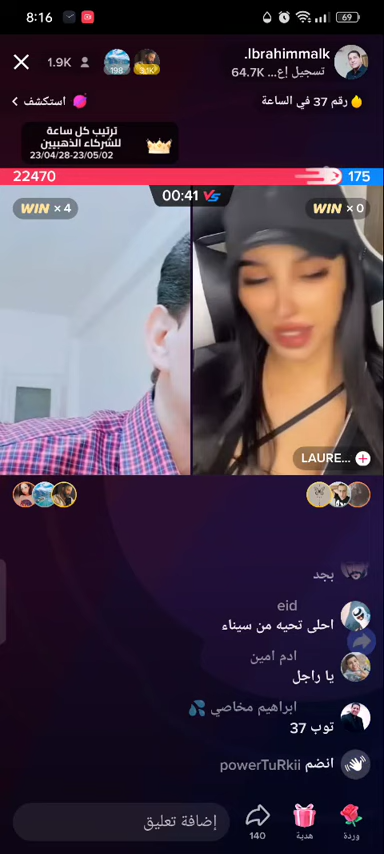 8:16
69
.Ibrahimmalk
64.7K ...تسجيل إع
1.9K
198
3.1K
رقم 37 في الساعة
استكشف
ترتيب كل ساعة
للشركاء الذهبيين
23/04/28-23/05/02
22470
175
WIN × 4
00:41 VS
WIN × 0
LAURE...
بجد
eid
احلى تحيه من سيناء
ادم امين
يا راجل
ابراهيم مخاصي 💦
توب 37
powerTuRkii انضم
إضافة تعليق
140
هدية
وردة